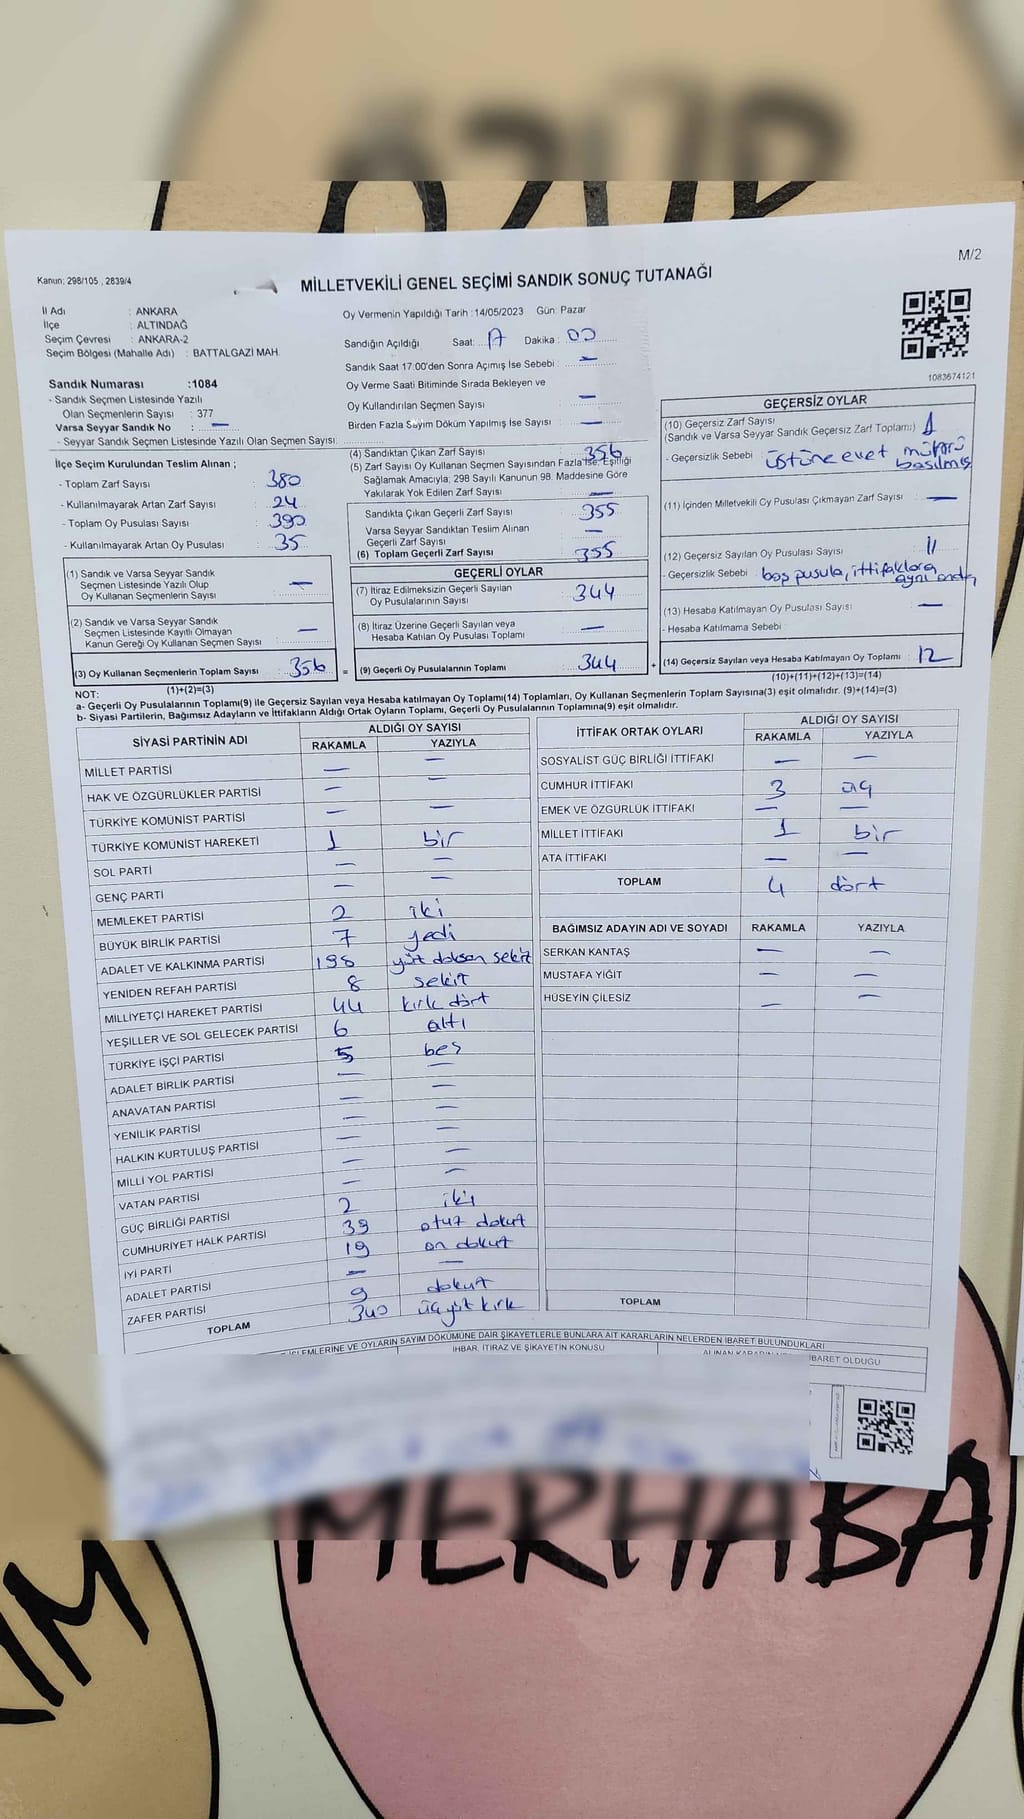 M/2
Kanun: 298/105 , 2839/4
MİLLETVEKİLİ GENEL SEÇİMİ SANDIK SONUÇ TUTANAĞI
İl Adı : ANKARA
İlçe : ALTINDAĞ
Seçim Çevresi : ANKARA-2
Seçim Bölgesi (Mahalle Adı) : BATTALGAZİ MAH.
Sandık Numarası :1084
- Sandık Seçmen Listesinde Yazılı
Olan Seçmenlerin Sayısı : 377
Varsa Seyyar Sandık No : —
- Seyyar Sandık Seçmen Listesinde Yazılı Olan Seçmen Sayısı:
Oy Vermenin Yapıldığı Tarih :14/05/2023 Gün: Pazar
Sandığın Açıldığı Saat: 17 Dakika : 00
Sandık Saat 17:00'den Sonra Açımış İse Sebebi : —
Oy Verme Saati Bitiminde Sırada Bekleyen ve
Oy Kullandırılan Seçmen Sayısı : —
Birden Fazla Sayım Döküm Yapılmış İse Sayısı : —
1083674121
İlçe Seçim Kurulundan Teslim Alınan ;
- Toplam Zarf Sayısı : 380
- Kullanılmayarak Artan Zarf Sayısı : 24
- Toplam Oy Pusulası Sayısı : 390
- Kullanılmayarak Artan Oy Pusulası : 35
(1) Sandık ve Varsa Seyyar Sandık
Seçmen Listesinde Yazılı Olup
Oy Kullanan Seçmenlerin Sayısı : —
(2) Sandık ve Varsa Seyyar Sandık
Seçmen Listesinde Kayıtlı Olmayan
Kanun Gereği Oy Kullanan Seçmen Sayısı : —
(3) Oy Kullanan Seçmenlerin Toplam Sayısı : 356
(1)+(2)=(3)
(4) Sandıktan Çıkan Zarf Sayısı : 356
(5) Zarf Sayısı Oy Kullanan Seçmen Sayısından Fazla İse, Eşitliği
Sağlamak Amacıyla; 298 Sayılı Kanunun 98. Maddesine Göre
Yakılarak Yok Edilen Zarf Sayısı : —
Sandıkta Çıkan Geçerli Zarf Sayısı : 355
Varsa Seyyar Sandıktan Teslim Alınan
Geçerli Zarf Sayısı : —
(6) Toplam Geçerli Zarf Sayısı : 355
GEÇERLİ OYLAR
(7) İtiraz Edilmeksizin Geçerli Sayılan
Oy Pusulalarının Sayısı : 344
(8) İtiraz Üzerine Geçerli Sayılan veya
Hesaba Katılan Oy Pusulası Toplamı : —
= (9) Geçerli Oy Pusulalarının Toplamı : 344
GEÇERSİZ OYLAR
(10) Geçersiz Zarf Sayısı
(Sandık ve Varsa Seyyar Sandık Geçersiz Zarf Toplamı) : 1
- Geçersizlik Sebebi : üstüne evet mührü
basılmış
(11) İçinden Milletvekili Oy Pusulası Çıkmayan Zarf Sayısı : —
(12) Geçersiz Sayılan Oy Pusulası Sayısı : 11
- Geçersizlik Sebebi : boş pusula, ittifaklara
aynı anda
(13) Hesaba Katılmayan Oy Pusulası Sayısı : —
- Hesaba Katılmama Sebebi :
+ (14) Geçersiz Sayılan veya Hesaba Katılmayan Oy Toplamı : 12
(10)+(11)+(12)+(13)=(14)
NOT:
a- Geçerli Oy Pusulalarının Toplamı(9) ile Geçersiz Sayılan veya Hesaba katılmayan Oy Toplamı(14) Toplamları, Oy Kullanan Seçmenlerin Toplam Sayısına(3) eşit olmalıdır. (9)+(14)=(3)
b- Siyasi Partilerin, Bağımsız Adayların ve İttifakların Aldığı Ortak Oyların Toplamı, Geçerli Oy Pusulalarının Toplamına(9) eşit olmalıdır.
SİYASİ PARTİNİN ADI ALDIĞI OY SAYISI
RAKAMLA YAZIYLA
MİLLET PARTİSİ — —
HAK VE ÖZGÜRLÜKLER PARTİSİ — —
TÜRKİYE KOMÜNİST PARTİSİ — —
TÜRKİYE KOMÜNİST HAREKETİ 1 bir
SOL PARTİ — —
GENÇ PARTİ — —
MEMLEKET PARTİSİ 2 iki
BÜYÜK BİRLİK PARTİSİ 7 yedi
ADALET VE KALKINMA PARTİSİ 198 yüz doksan sekiz
YENİDEN REFAH PARTİSİ 8 sekiz
MİLLİYETÇİ HAREKET PARTİSİ 44 kırk dört
YEŞİLLER VE SOL GELECEK PARTİSİ 6 altı
TÜRKİYE İŞÇİ PARTİSİ 5 beş
ADALET BİRLİK PARTİSİ — —
ANAVATAN PARTİSİ — —
YENİLİK PARTİSİ — —
HALKIN KURTULUŞ PARTİSİ — —
MİLLİ YOL PARTİSİ — —
VATAN PARTİSİ — —
GÜÇ BİRLİĞİ PARTİSİ 2 iki
CUMHURİYET HALK PARTİSİ 39 otuz dokuz
İYİ PARTİ 19 on dokuz
ADALET PARTİSİ — —
ZAFER PARTİSİ 9 dokuz
TOPLAM 340 üç yüz kırk
İTTİFAK ORTAK OYLARI ALDIĞI OY SAYISI
RAKAMLA YAZIYLA
SOSYALİST GÜÇ BİRLİĞİ İTTİFAKI — —
CUMHUR İTTİFAKI 3 üç
EMEK VE ÖZGÜRLÜK İTTİFAKI — —
MİLLET İTTİFAKI 1 bir
ATA İTTİFAKI — —
TOPLAM 4 dört
BAĞIMSIZ ADAYIN ADI VE SOYADI RAKAMLA YAZIYLA
SERKAN KANTAŞ — —
MUSTAFA YİĞİT — —
HÜSEYİN ÇİLESİZ — —
TOPLAM
İŞLEMLERİNE VE OYLARIN SAYIM DÖKÜMÜNE DAİR ŞİKAYETLERLE BUNLARA AİT KARARLARIN NELERDEN İBARET BULUNDUKLARI
İHBAR, İTİRAZ VE ŞİKAYETİN KONUSU
İBARET OLDUĞU
MERHABA